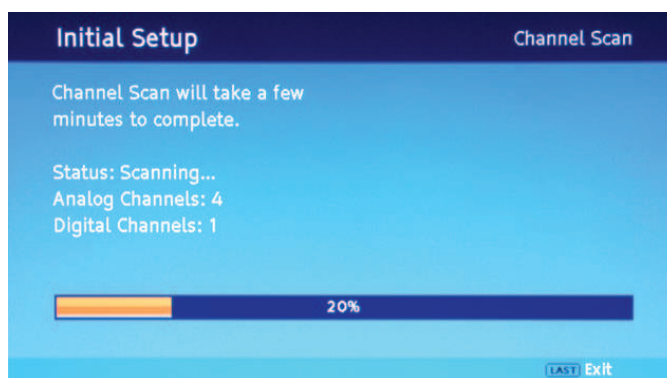 Initial Setup
Channel Scan
Channel Scan will take a few
minutes to complete.
Status: Scanning...
Analog Channels: 4
Digital Channels: 1
20%
LAST Exit